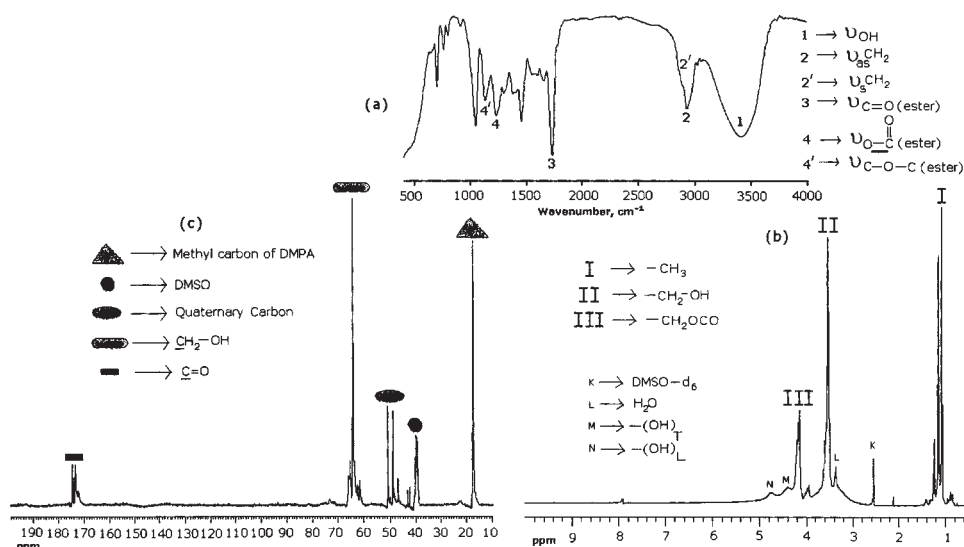 (a)
2'
2
1
4'
4
3
500 1000 1500 2000 2500 3000 3500 4000
Wavenumber, cm⁻¹
1 → υOH
2 → υasCH₂
2' → υsCH₂
3 → υC=O(ester)
O
4 → υO-C (ester)
4' → υC-O-C (ester)
(c)
→ Methyl carbon of DMPA
→ DMSO
→ Quaternary Carbon
→ CH₂-OH
→ C=O
190 180 170 160 150 140 130 120 110 100 90 80 70 60 50 40 30 20 10
ppm
(b)
I
II
III
I → -CH₃
II → -CH₂-OH
III → -CH₂OCO
K → DMSO-d₆
L → H₂O
M → -(OH)T
N → -(OH)L
N M L K
ppm 9 8 7 6 5 4 3 2 1